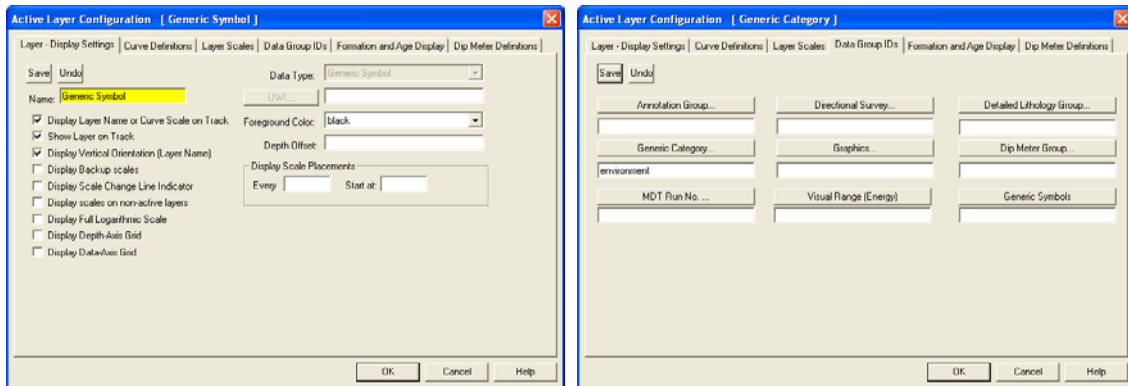 Active Layer Configuration [ Generic Symbol ]
Layer - Display Settings Curve Definitions Layer Scales Data Group IDs Formation and Age Display Dip Meter Definitions
Save Undo
Name: Generic Symbol
Display Layer Name or Curve Scale on Track
Show Layer on Track
Display Vertical Orientation (Layer Name)
Display Backup scales
Display Scale Change Line Indicator
Display scales on non-active layers
Display Full Logarithmic Scale
Display Depth-Axis Grid
Display Data-Axis Grid
Data Type: Generic Symbol
UWI...
Foreground Color: black
Depth Offset:
Display Scale Placements
Every Start at:
OK Cancel Help
Active Layer Configuration [ Generic Category ]
Layer - Display Settings Curve Definitions Layer Scales Data Group IDs Formation and Age Display Dip Meter Definitions
Save Undo
Annotation Group... Directional Survey... Detailed Lithology Group...
Generic Category... Graphics... Dip Meter Group...
environment
MDT Run No. ... Visual Range (Energy) Generic Symbols
OK Cancel Help